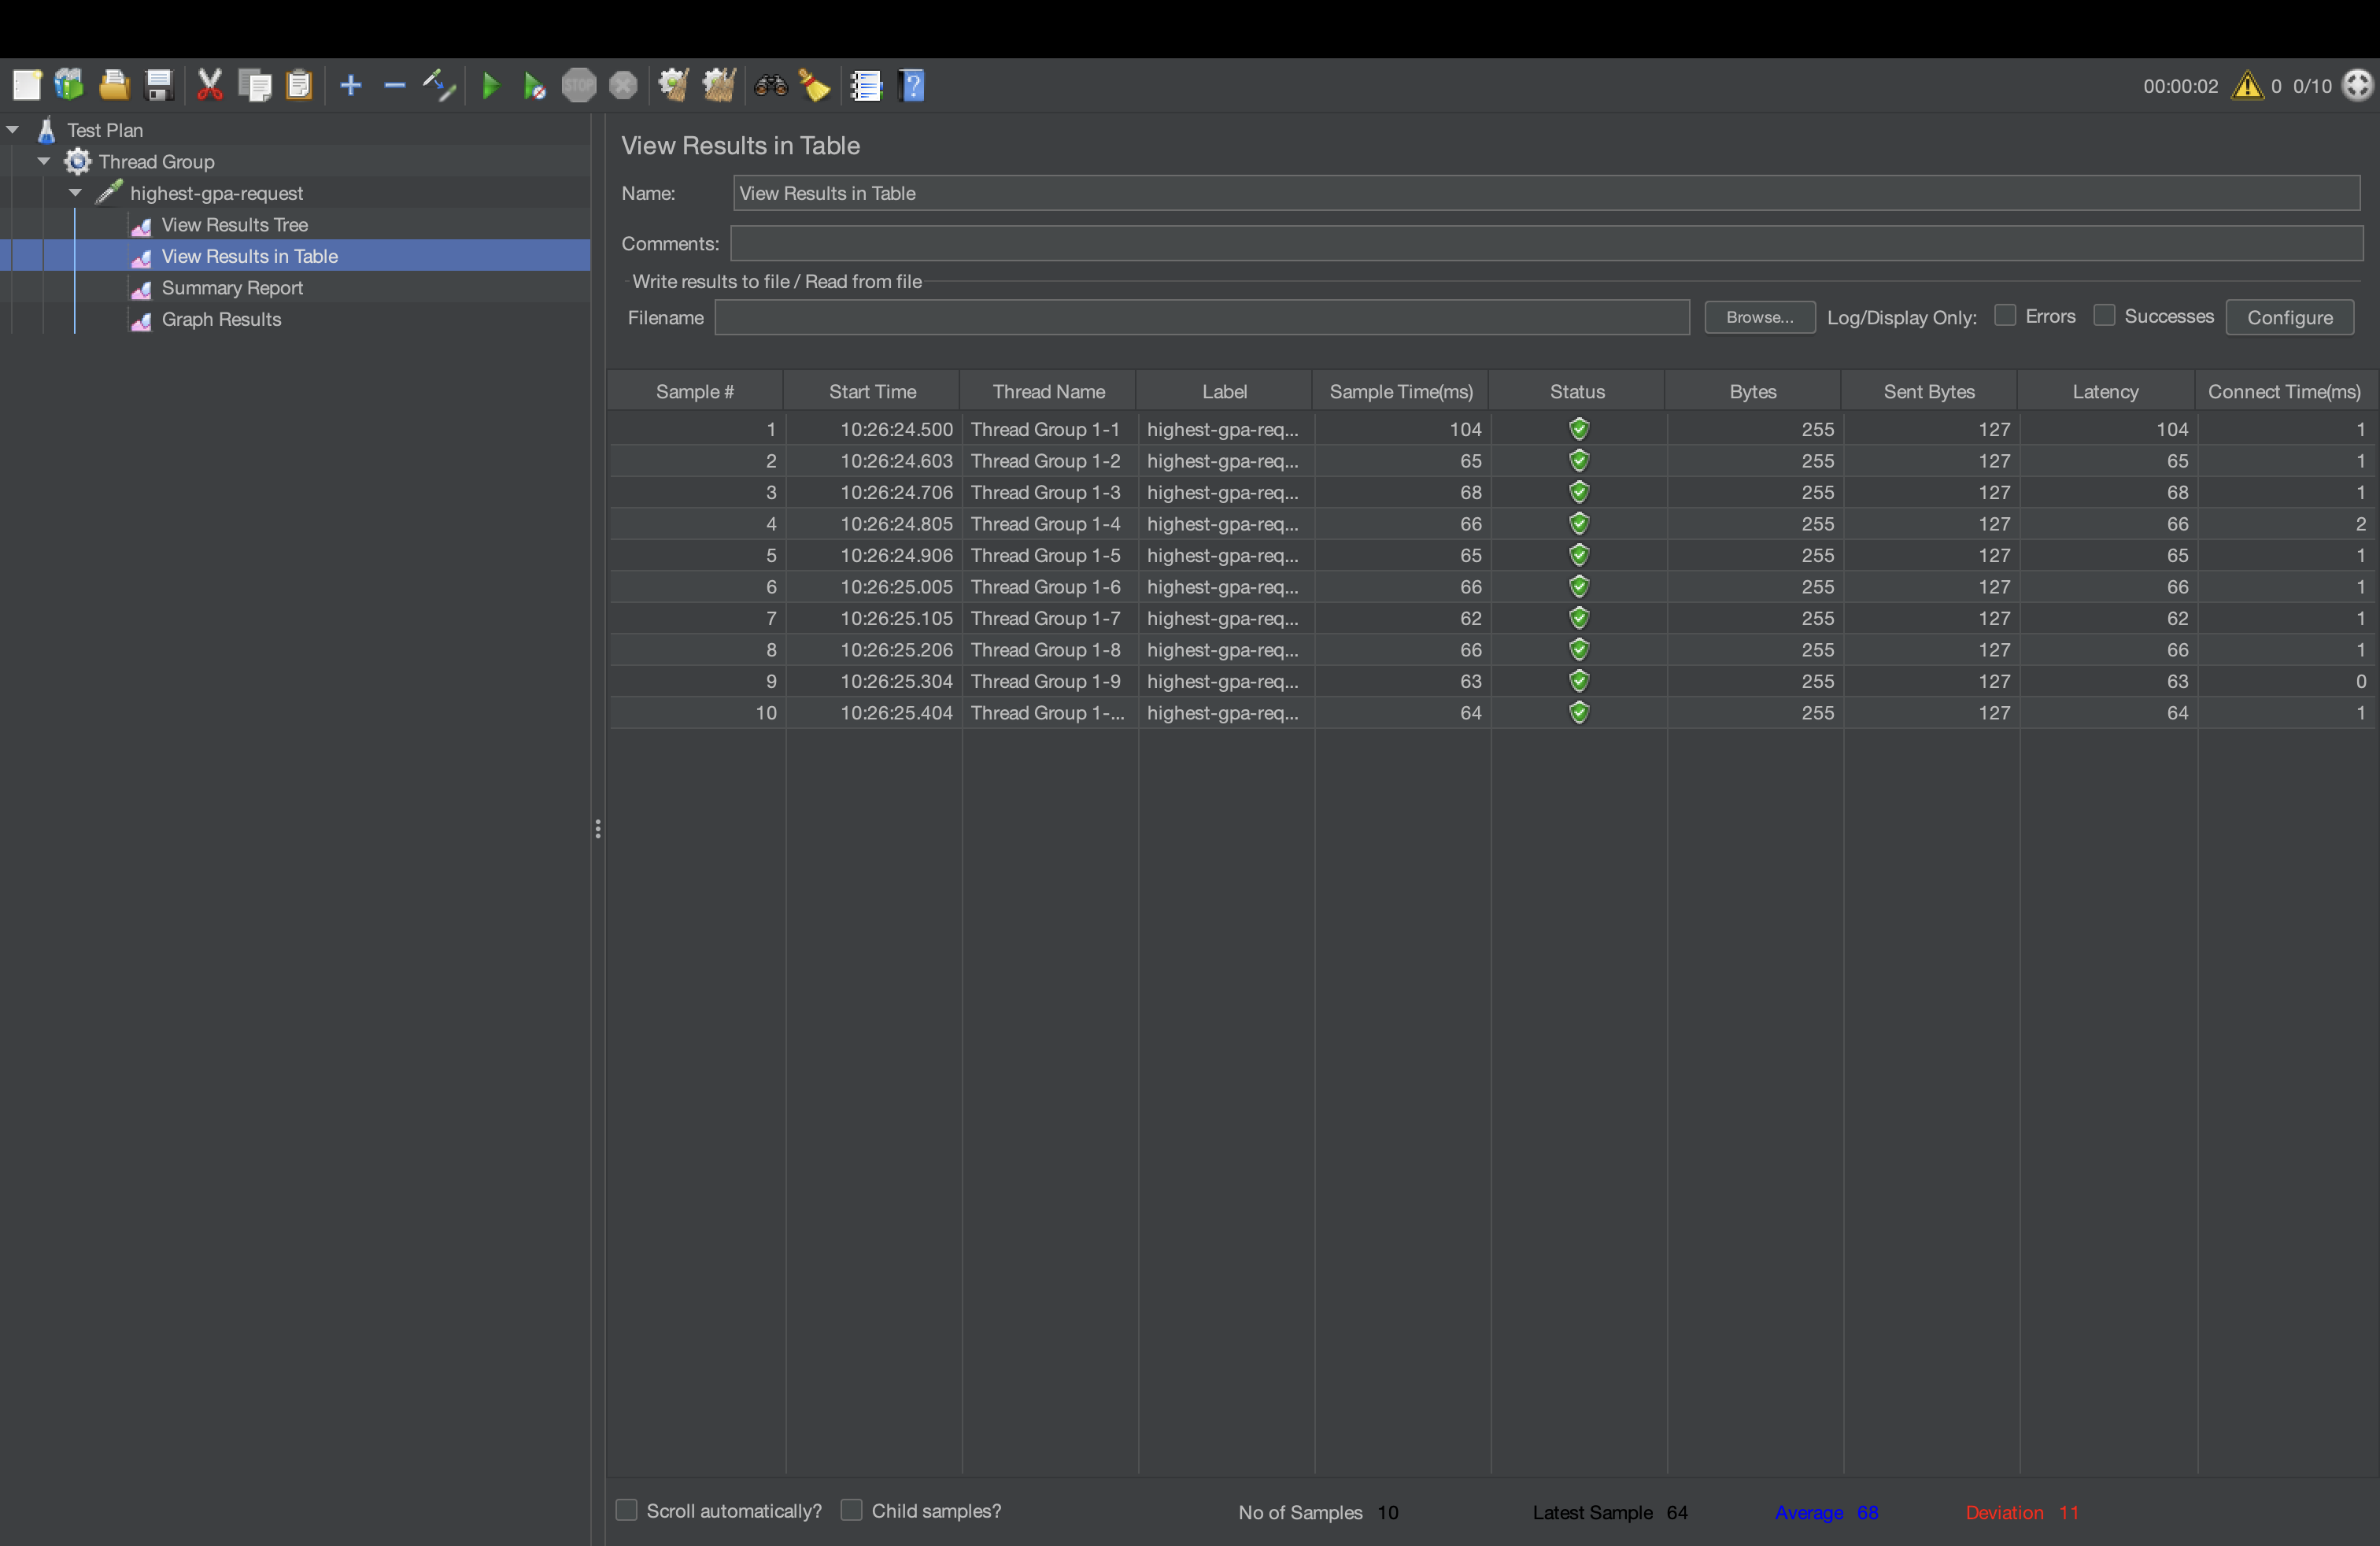 STOP
?
00:00:02 0 0/10
Test Plan
Thread Group
highest-gpa-request
View Results Tree
View Results in Table
Summary Report
Graph Results
View Results in Table
Name: View Results in Table
Comments:
Write results to file / Read from file
Filename Browse... Log/Display Only: Errors Successes Configure
Sample # Start Time Thread Name Label Sample Time(ms) Status Bytes Sent Bytes Latency Connect Time(ms)
1 10:26:24.500 Thread Group 1-1 highest-gpa-req... 104 255 127 104 1
2 10:26:24.603 Thread Group 1-2 highest-gpa-req... 65 255 127 65 1
3 10:26:24.706 Thread Group 1-3 highest-gpa-req... 68 255 127 68 1
4 10:26:24.805 Thread Group 1-4 highest-gpa-req... 66 255 127 66 2
5 10:26:24.906 Thread Group 1-5 highest-gpa-req... 65 255 127 65 1
6 10:26:25.005 Thread Group 1-6 highest-gpa-req... 66 255 127 66 1
7 10:26:25.105 Thread Group 1-7 highest-gpa-req... 62 255 127 62 1
8 10:26:25.206 Thread Group 1-8 highest-gpa-req... 66 255 127 66 1
9 10:26:25.304 Thread Group 1-9 highest-gpa-req... 63 255 127 63 0
10 10:26:25.404 Thread Group 1-... highest-gpa-req... 64 255 127 64 1
Scroll automatically? Child samples? No of Samples 10 Latest Sample 64 Average 68 Deviation 11